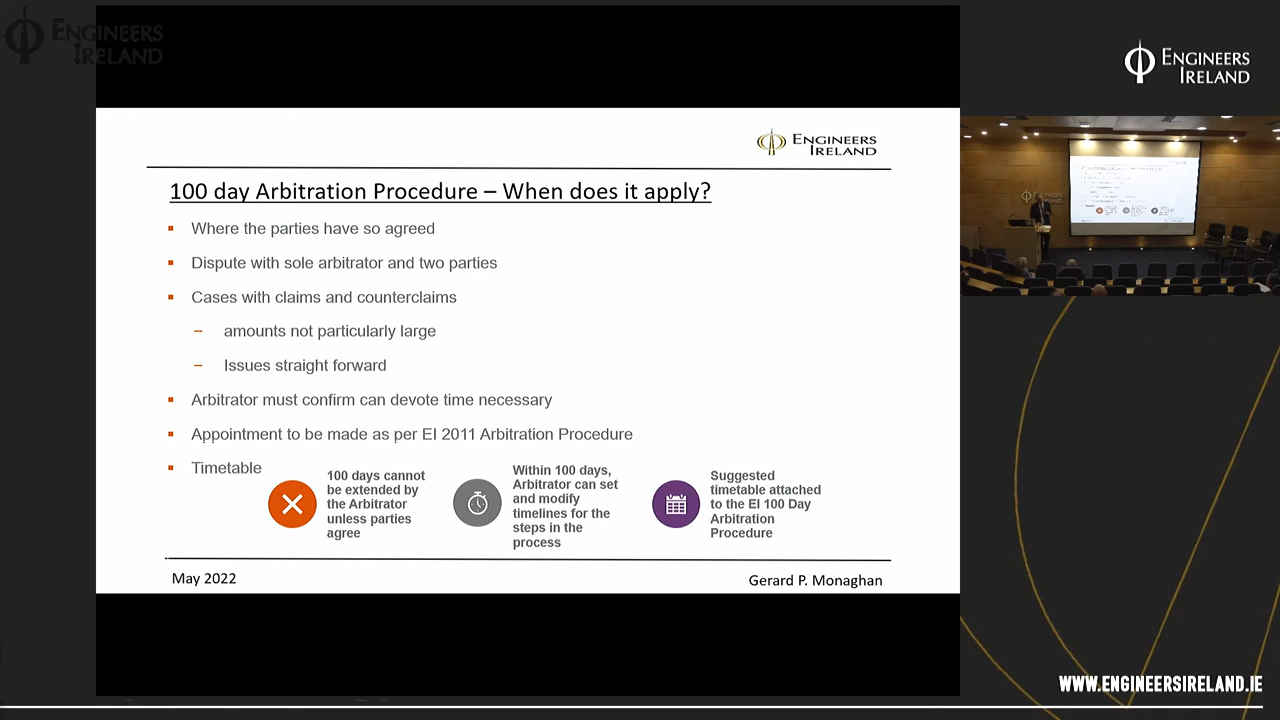 ENGINEERS
IRELAND
ENGINEERS
IRELAND
ENGINEERS
IRELAND
100 day Arbitration Procedure – When does it apply?
▪ Where the parties have so agreed
▪ Dispute with sole arbitrator and two parties
▪ Cases with claims and counterclaims
– amounts not particularly large
– Issues straight forward
▪ Arbitrator must confirm can devote time necessary
▪ Appointment to be made as per EI 2011 Arbitration Procedure
▪ Timetable
100 days cannot
be extended by
the Arbitrator
unless parties
agree
Within 100 days,
Arbitrator can set
and modify
timelines for the
steps in the
process
Suggested
timetable attached
to the EI 100 Day
Arbitration
Procedure
May 2022
Gerard P. Monaghan
WWW.ENGINEERSIRELAND.IE